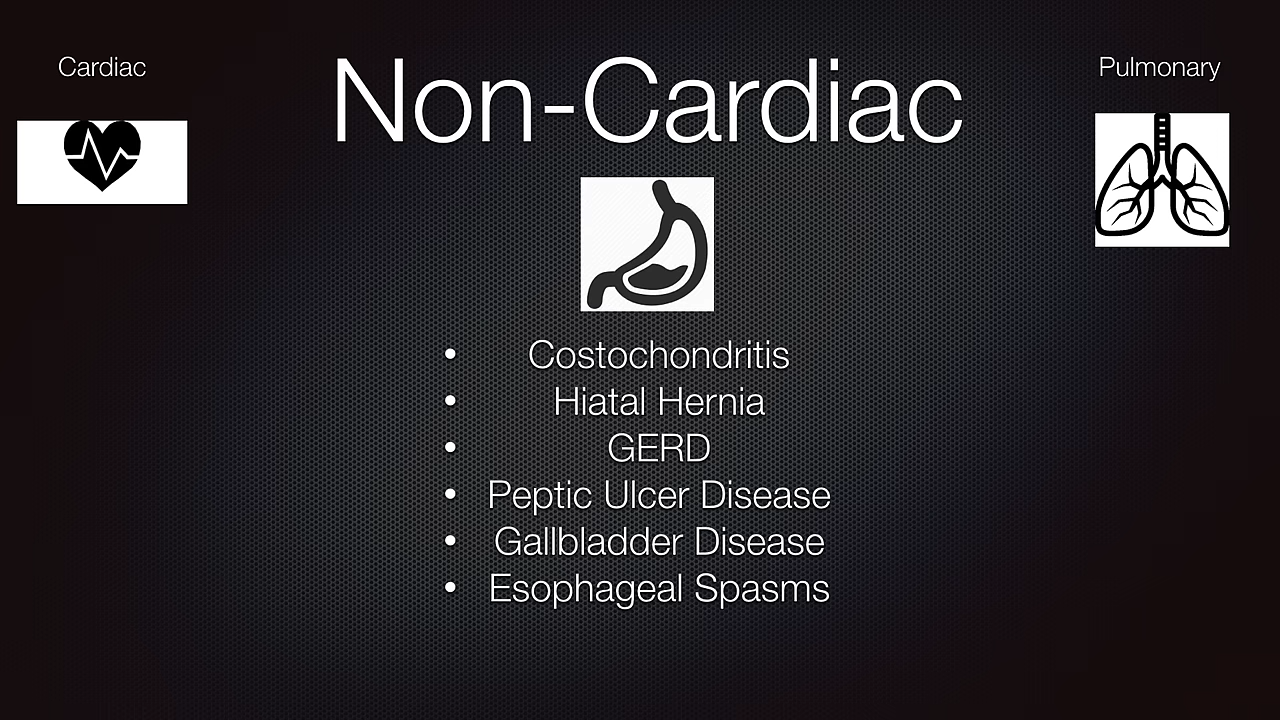 Cardiac
Non-Cardiac
Pulmonary
• Costochondritis
• Hiatal Hernia
• GERD
• Peptic Ulcer Disease
• Gallbladder Disease
• Esophageal Spasms